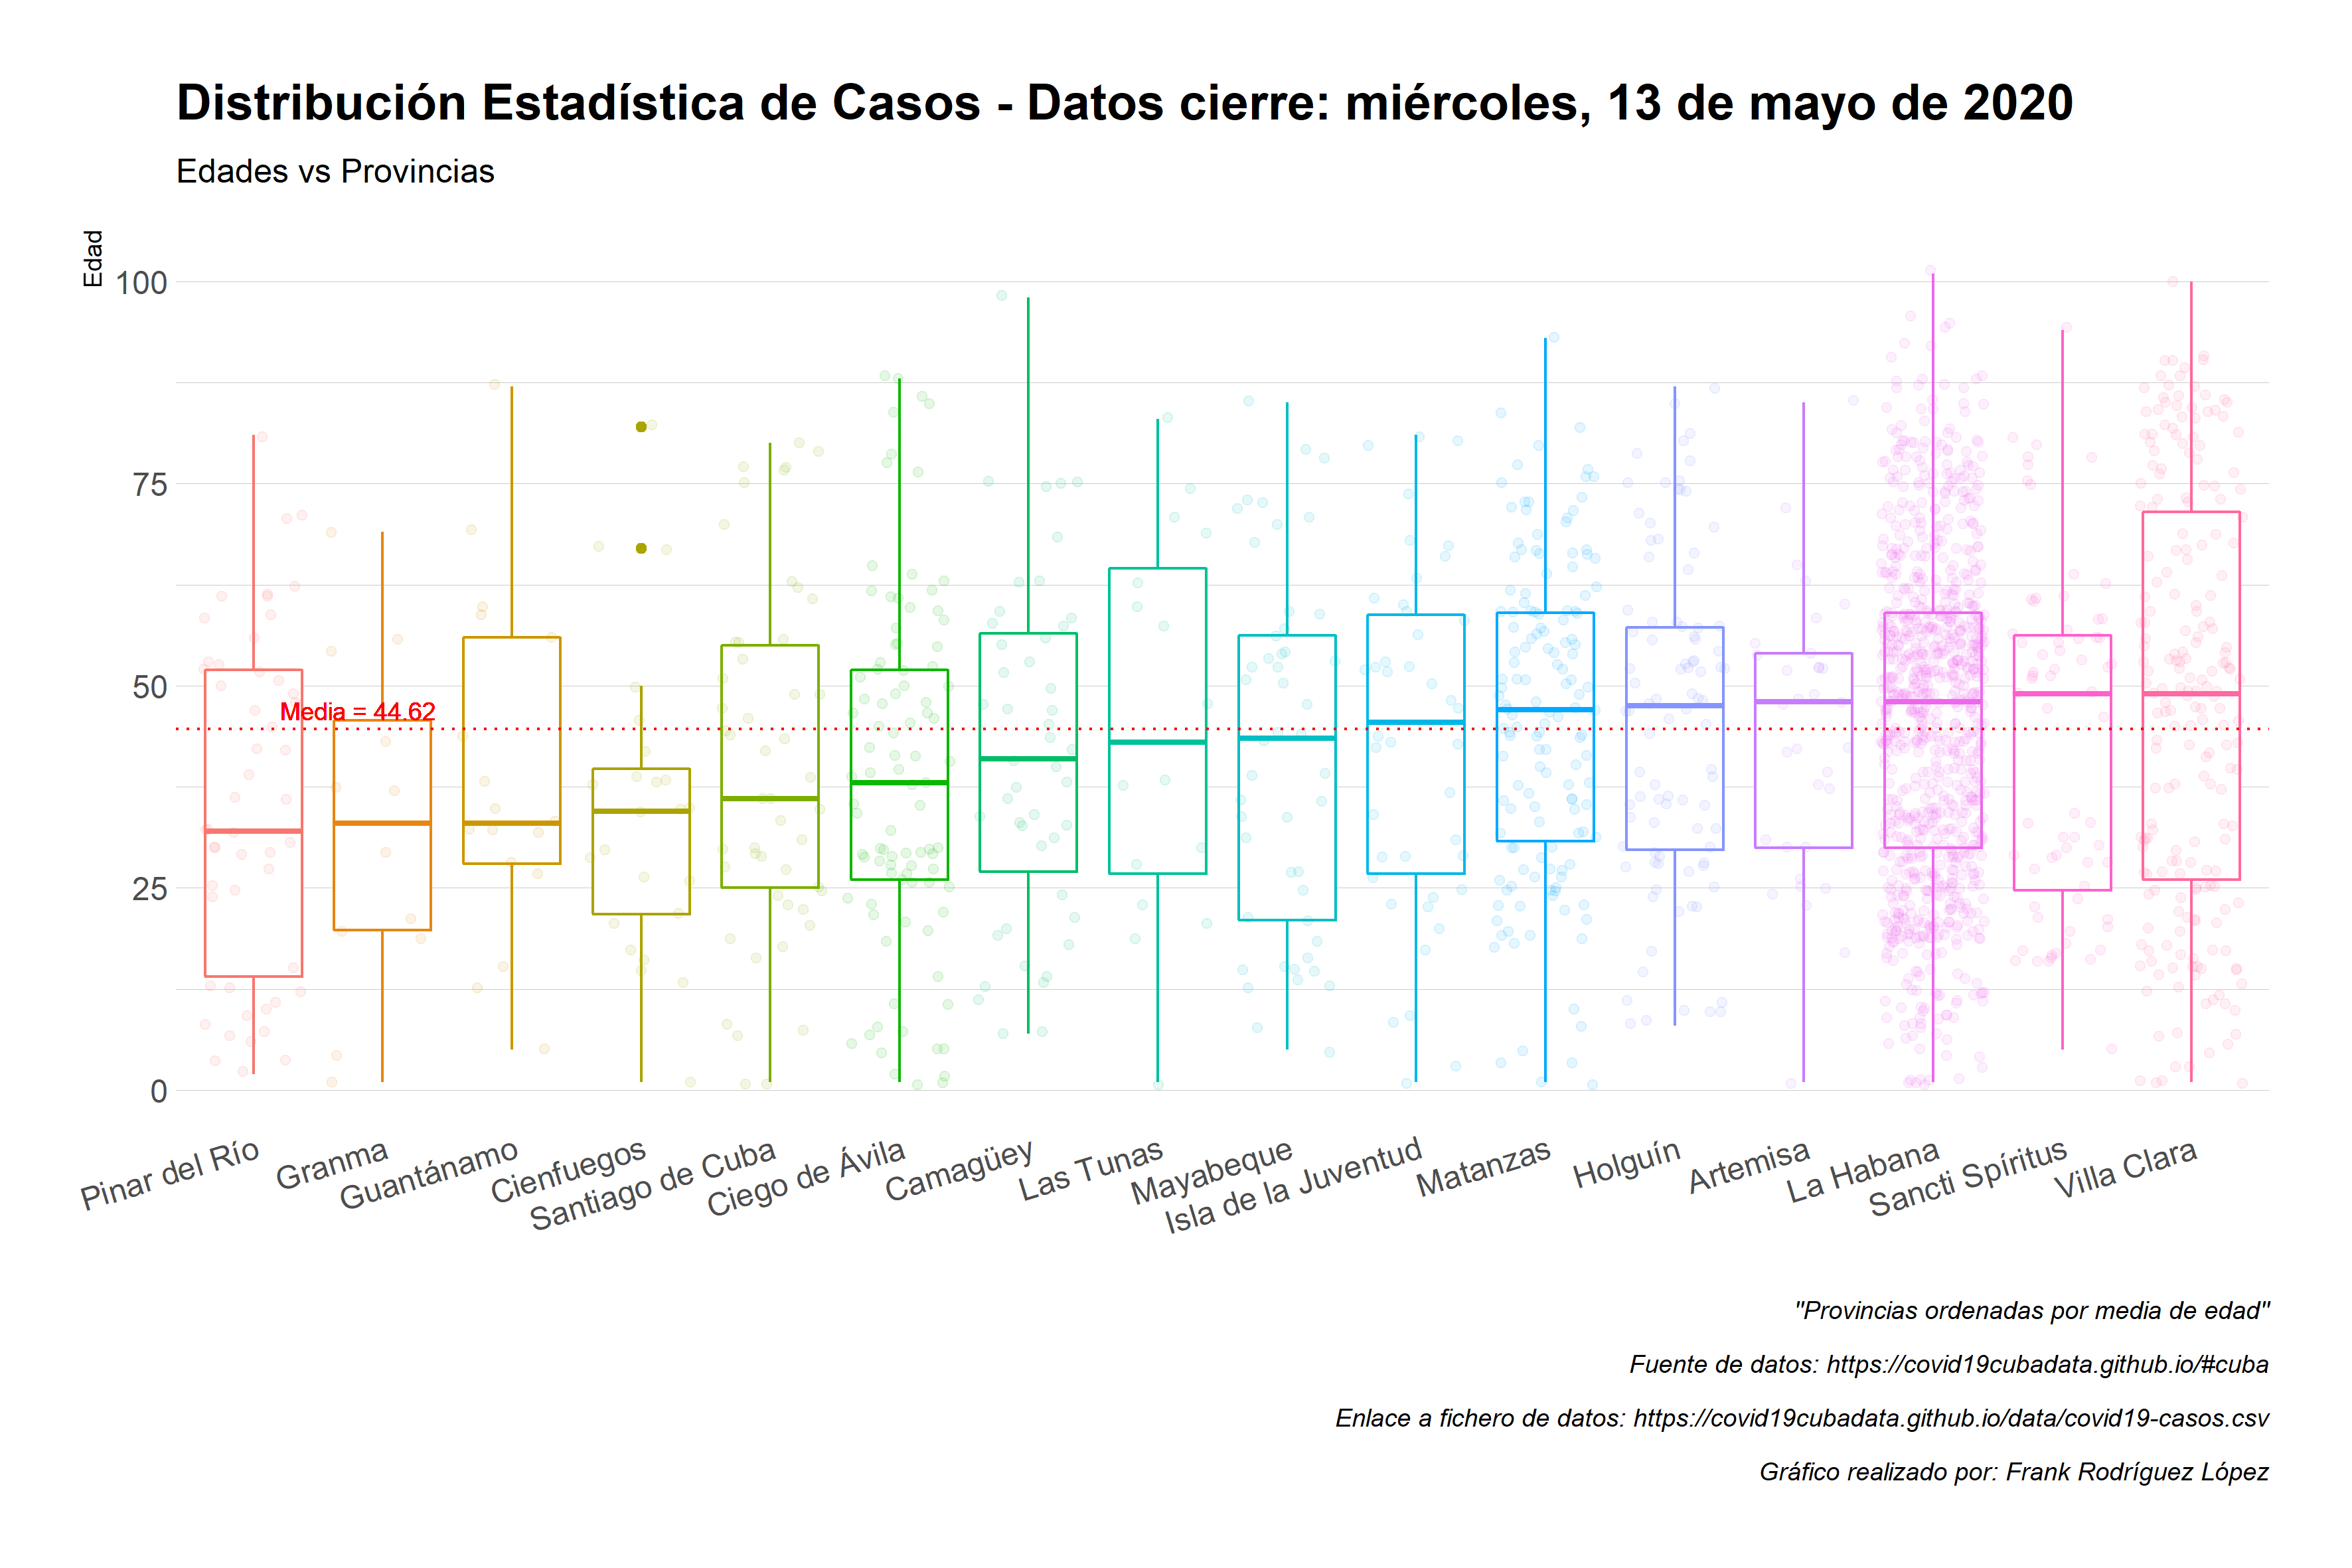 Distribución Estadística de Casos - Datos cierre: miércoles, 13 de mayo de 2020
Edades vs Provincias
Edad
100
75
50
25
0
Media = 44.62
Pinar del Río
Granma
Guantánamo
Cienfuegos
Santiago de Cuba
Ciego de Ávila
Camagüey
Las Tunas
Mayabeque
Isla de la Juventud
Matanzas
Holguín
Artemisa
La Habana
Sancti Spíritus
Villa Clara
"Provincias ordenadas por media de edad"
Fuente de datos: https://covid19cubadata.github.io/#cuba
Enlace a fichero de datos: https://covid19cubadata.github.io/data/covid19-casos.csv
Gráfico realizado por: Frank Rodríguez López